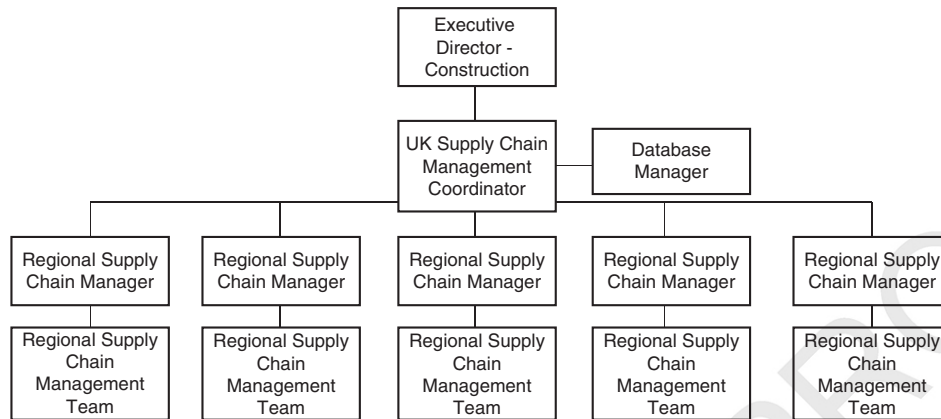 Executive
Director -
Construction
UK Supply Chain
Management
Coordinator
Database
Manager
Regional Supply
Chain Manager
Regional Supply
Chain Manager
Regional Supply
Chain Manager
Regional Supply
Chain Manager
Regional Supply
Chain Manager
Regional Supply
Chain
Management
Team
Regional Supply
Chain
Management
Team
Regional Supply
Chain
Management
Team
Regional Supply
Chain
Management
Team
Regional Supply
Chain
Management
Team